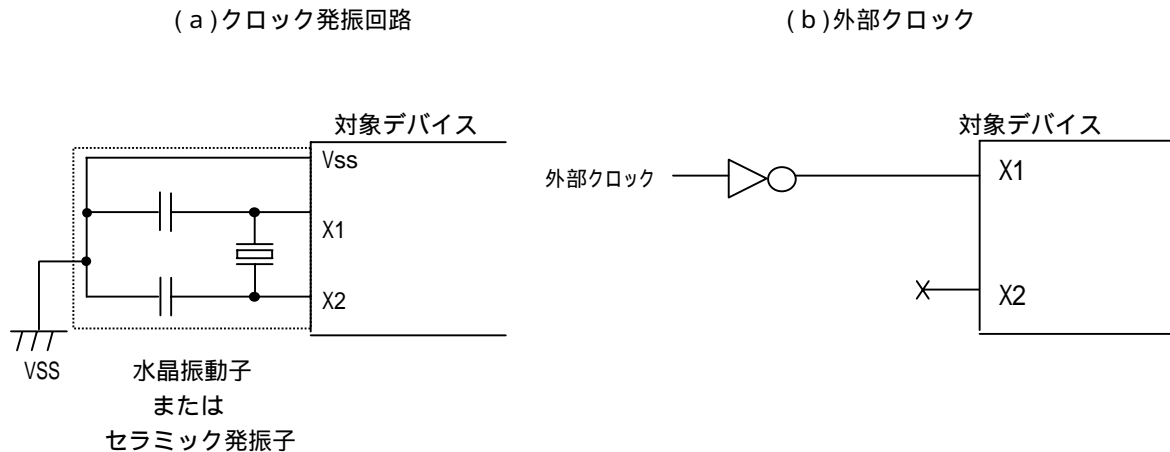 (a)クロック発振回路
(b)外部クロック
対象デバイス
Vss
X1
X2
VSS
水晶振動子
または
セラミック発振子
対象デバイス
外部クロック
X1
X2